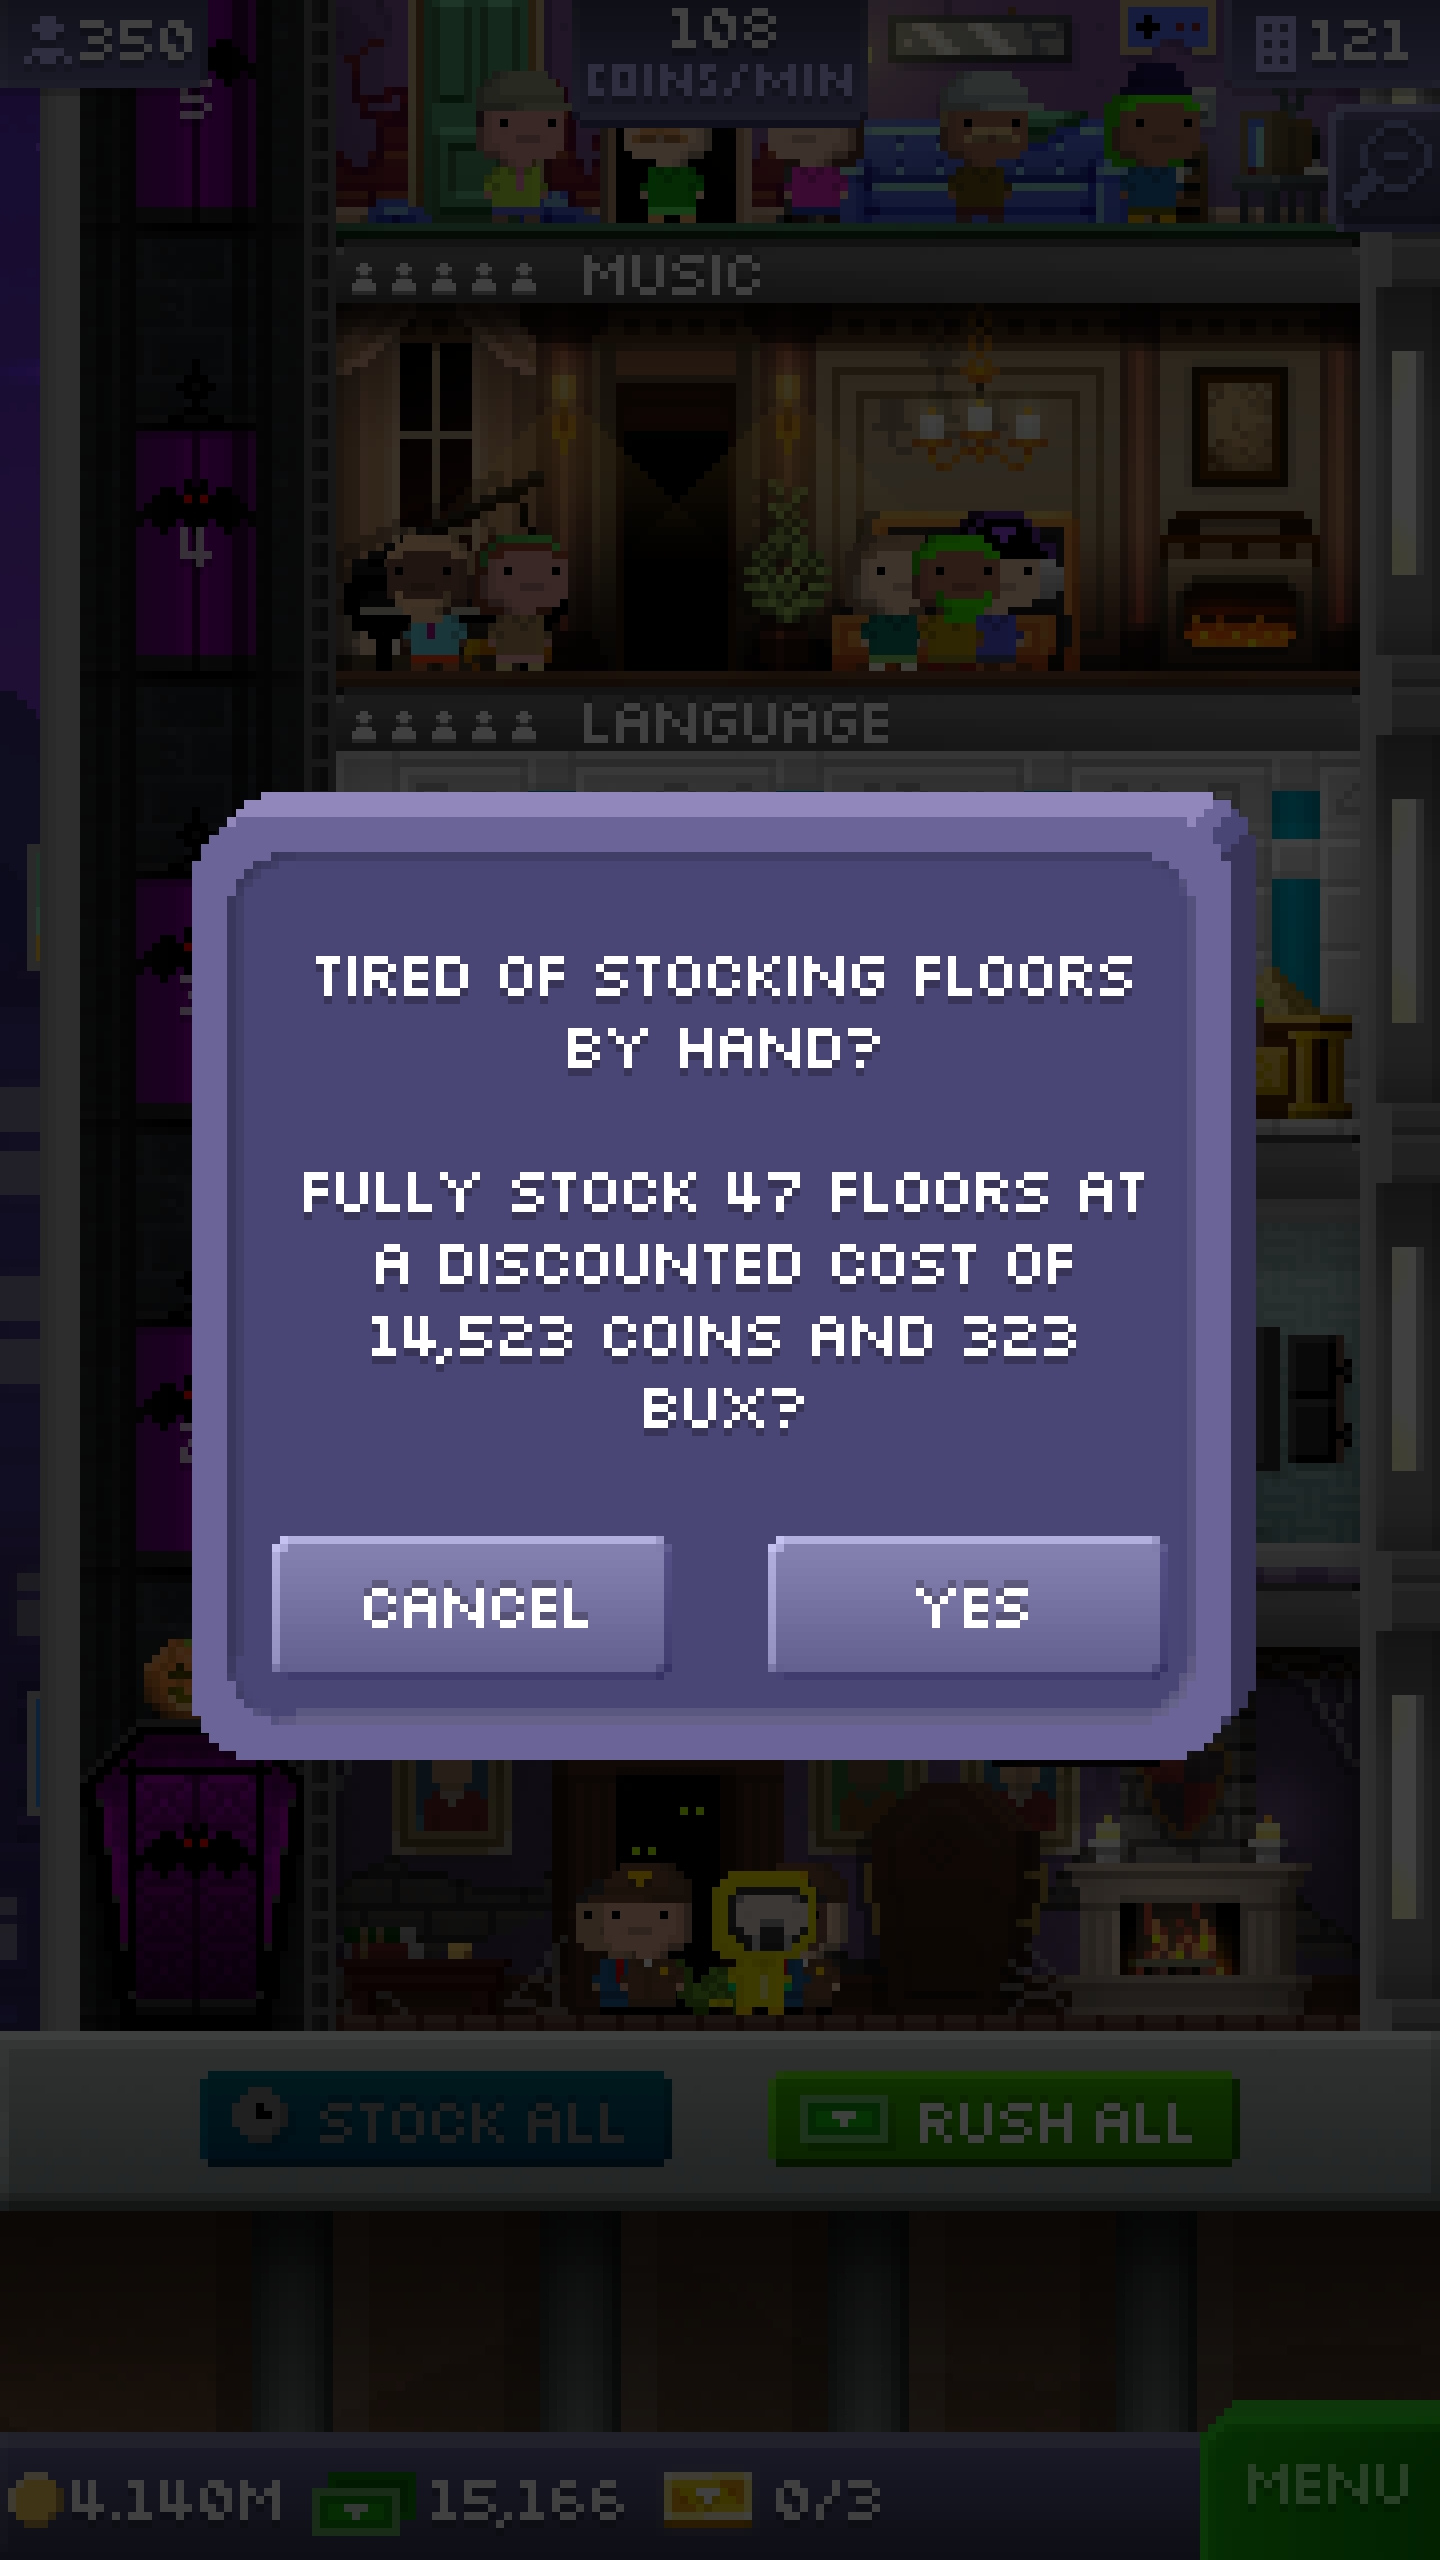 350
108
COINS/MIN
121
5
MUSIC
4
LANGUAGE
TIRED OF STOCKING FLOORS
BY HAND?
FULLY STOCK 47 FLOORS AT
A DISCOUNTED COST OF
14,523 COINS AND 323
BUX?
CANCEL
YES
STOCK ALL
RUSH ALL
4.140M
15,166
0/3
MENU